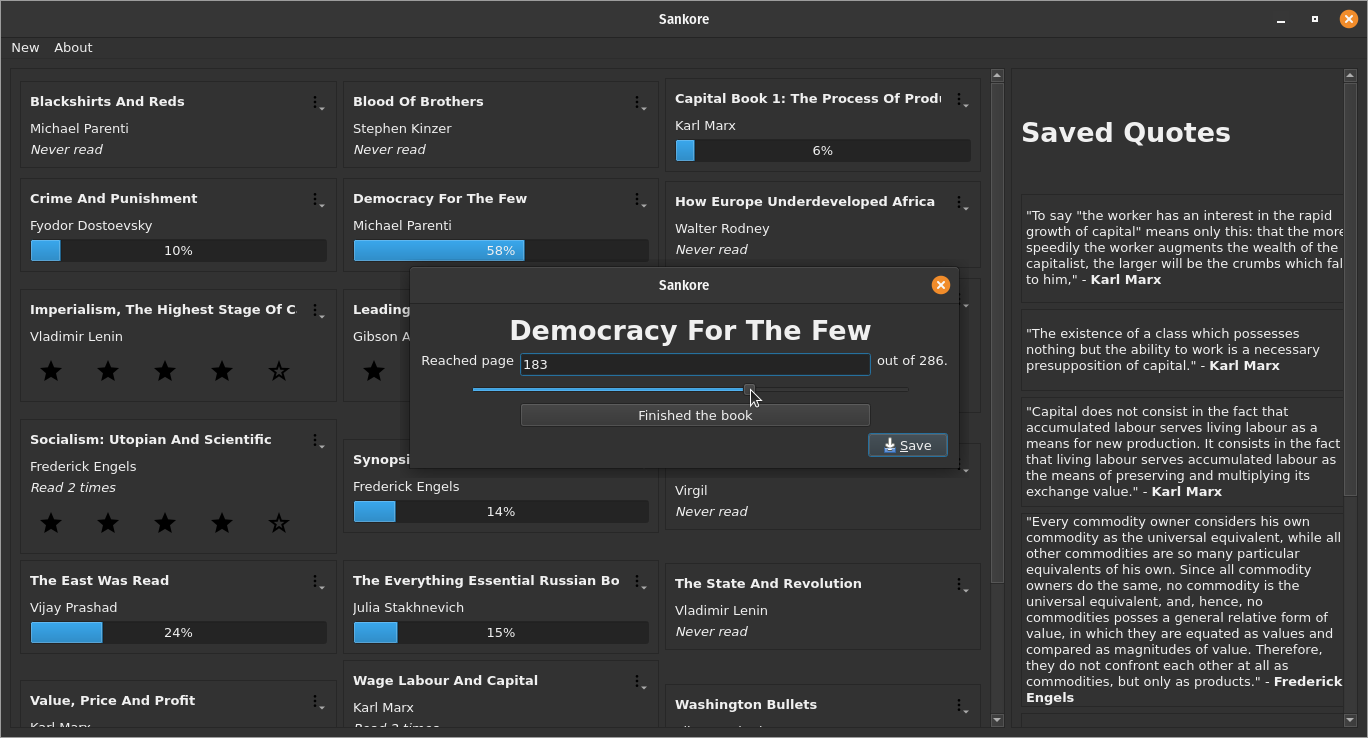 Sankore
New About
Blackshirts And Reds
Michael Parenti
Never read
Blood Of Brothers
Stephen Kinzer
Never read
Capital Book 1: The Process Of Produ
Karl Marx
6%
Crime And Punishment
Fyodor Dostoevsky
10%
Democracy For The Few
Michael Parenti
58%
How Europe Underdeveloped Africa
Walter Rodney
Never read
Imperialism, The Highest Stage Of C
Vladimir Lenin
Leading
Gibson A
Sankore
Democracy For The Few
Reached page 183 out of 286.
Finished the book
Save
Socialism: Utopian And Scientific
Frederick Engels
Read 2 times
Synopsi
Frederick Engels
14%
Virgil
Never read
The East Was Read
Vijay Prashad
24%
The Everything Essential Russian Bo
Julia Stakhnevich
15%
The State And Revolution
Vladimir Lenin
Never read
Value, Price And Profit
Karl Marx
Wage Labour And Capital
Karl Marx
Read 2 times
Washington Bullets
Saved Quotes
"To say "the worker has an interest in the rapid
growth of capital" means only this: that the more
speedily the worker augments the wealth of the
capitalist, the larger will be the crumbs which fal
to him," - Karl Marx
"The existence of a class which possesses
nothing but the ability to work is a necessary
presupposition of capital." - Karl Marx
"Capital does not consist in the fact that
accumulated labour serves living labour as a
means for new production. It consists in the fact
that living labour serves accumulated labour as
the means of preserving and multiplying its
exchange value." - Karl Marx
"Every commodity owner considers his own
commodity as the universal equivalent, while all
other commodities are so many particular
equivalents of his own. Since all commodity
owners do the same, no commodity is the
universal equivalent, and, hence, no
commodities posses a general relative form of
value, in which they are equated as values and
compared as magnitudes of value. Therefore,
they do not confront each other at all as
commodities, but only as products." - Frederick
Engels